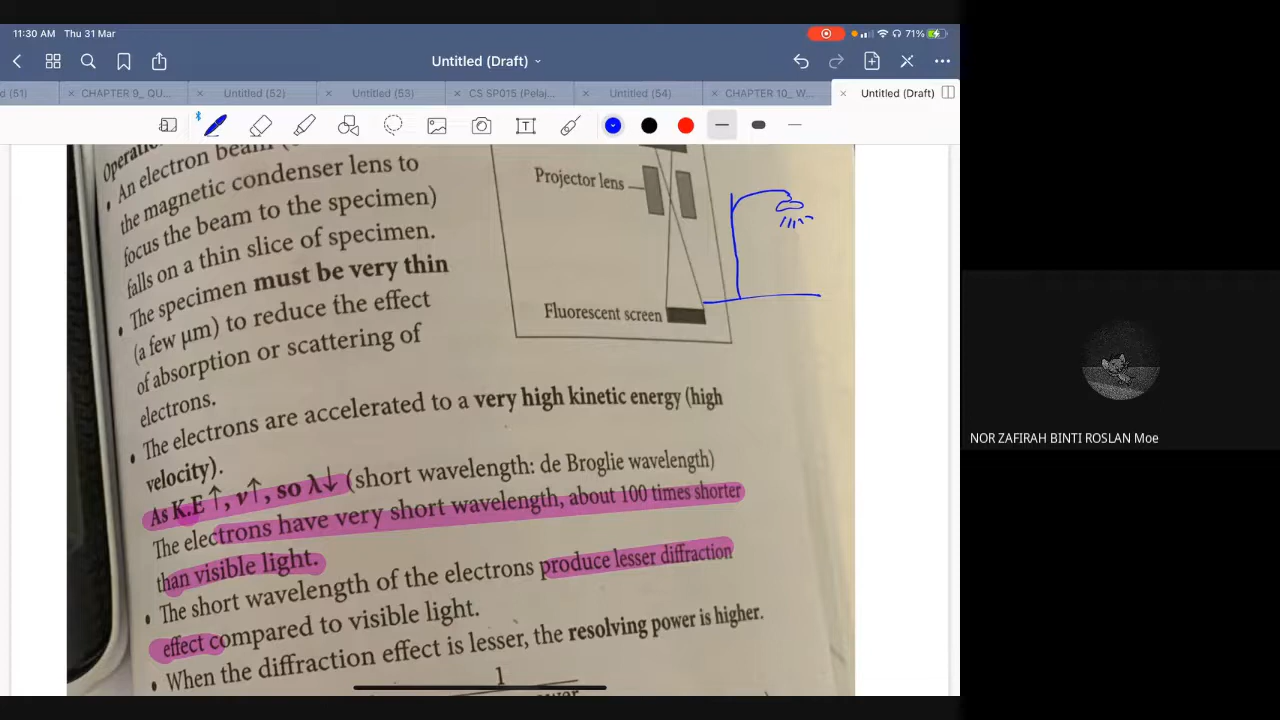 11:30 AM Thu 31 Mar
71%
Untitled (Draft)
d (51)
CHAPTER 9_ QU...
Untitled (52)
Untitled (53)
CS SP015 (Pelaj...
Untitled (54)
CHAPTER 10_ W...
Untitled (Draft)
An electron beam
the magnetic condenser lens to
focus the beam to the specimen)
falls on a thin slice of specimen.
• The specimen must be very thin
(a few μm) to reduce the effect
of absorption or scattering of
electrons.
Projector lens
Fluorescent screen
• The electrons are accelerated to a very high kinetic energy (high
velocity).
As K.E↑, v↑, so λ↓ (short wavelength: de Broglie wavelength)
The electrons have very short wavelength, about 100 times shorter
than visible light.
• The short wavelength of the electrons produce lesser diffraction
effect compared to visible light.
• When the diffraction effect is lesser, the resolving power is higher.
1
NOR ZAFIRAH BINTI ROSLAN Moe